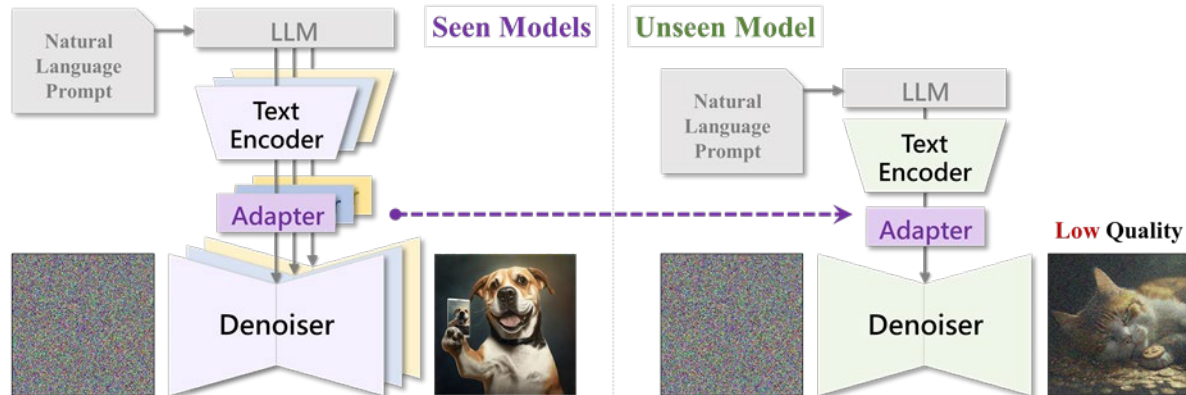 Natural
Language
Prompt
LLM
Seen Models
Text
Encoder
Adapter
Denoiser
Unseen Model
Natural
Language
Prompt
LLM
Text
Encoder
Adapter
Low Quality
Denoiser